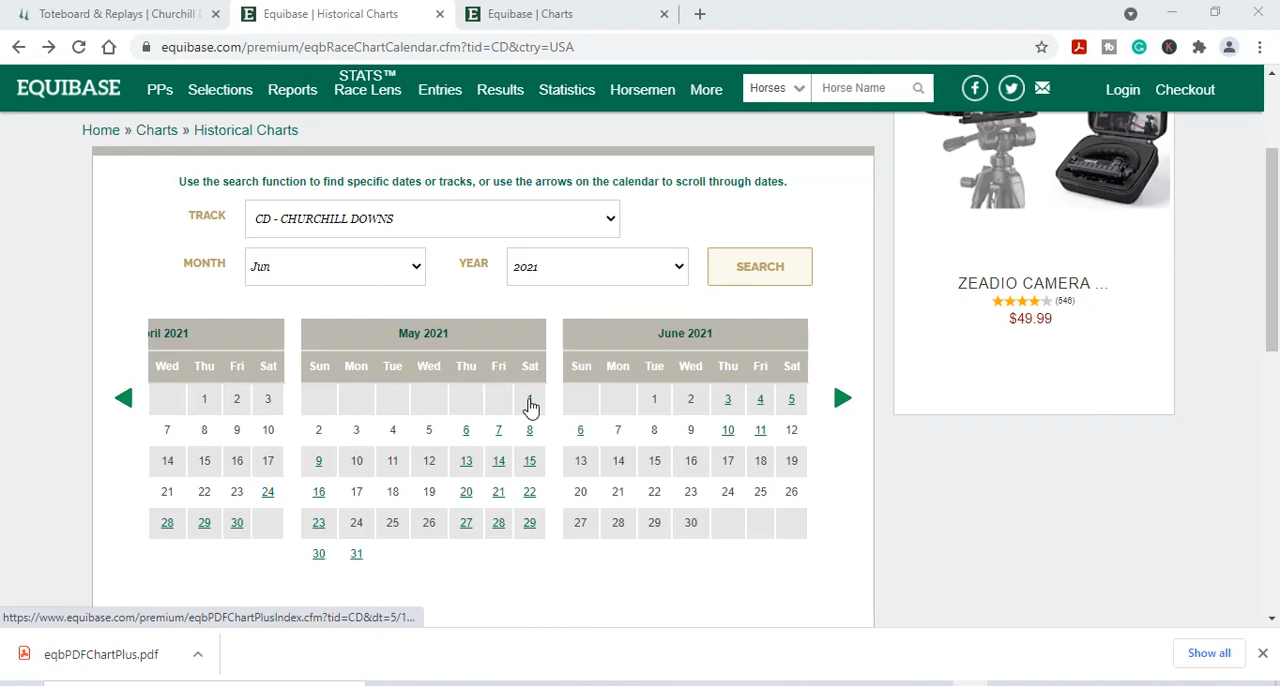 Toteboard & Replays | Churchill D
Equibase | Historical Charts
Equibase | Charts
equibase.com/premium/eqbRaceChartCalendar.cfm?tid=CD&ctry=USA
EQUIBASE
PPs
Selections
Reports
STATS™
Race Lens
Entries
Results
Statistics
Horsemen
More
Horses
Horse Name
Login
Checkout
Home » Charts » Historical Charts
Use the search function to find specific dates or tracks, or use the arrows on the calendar to scroll through dates.
TRACK
CD - CHURCHILL DOWNS
MONTH
Jun
YEAR
2021
SEARCH
ril 2021
Wed Thu Fri Sat
1 2 3
7 8 9 10
14 15 16 17
21 22 23 24
28 29 30
May 2021
Sun Mon Tue Wed Thu Fri Sat
1
2 3 4 5 6 7 8
9 10 11 12 13 14 15
16 17 18 19 20 21 22
23 24 25 26 27 28 29
30 31
June 2021
Sun Mon Tue Wed Thu Fri Sat
1 2 3 4 5
6 7 8 9 10 11 12
13 14 15 16 17 18 19
20 21 22 23 24 25 26
27 28 29 30
ZEADIO CAMERA ...
(546)
$49.99
https://www.equibase.com/premium/eqbPDFChartPlusIndex.cfm?tid=CD&dt=5/1...
eqbPDFChartPlus.pdf
Show all